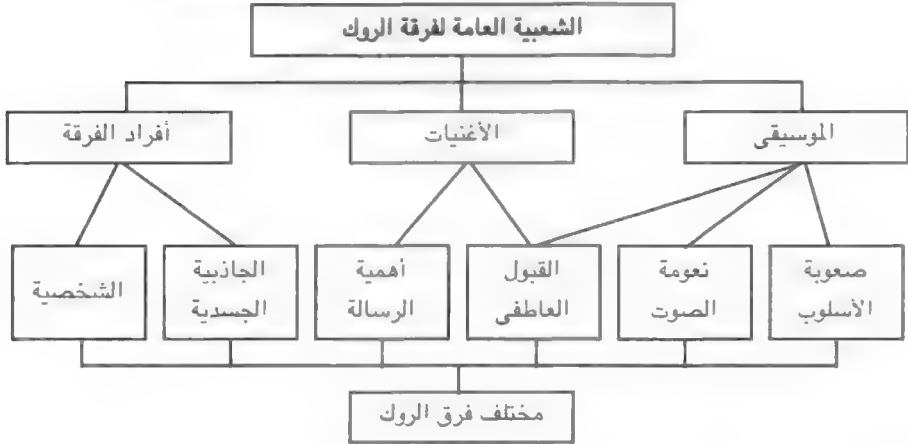 الشعبية العامة لفرقة الروك
الموسيقى
الأغنيات
أفراد الفرقة
صعوبة
الأسلوب
نعومة
الصوت
القبول
العاطفى
أهمية
الرسالة
الجاذبية
الجسدية
الشخصية
مختلف فرق الروك